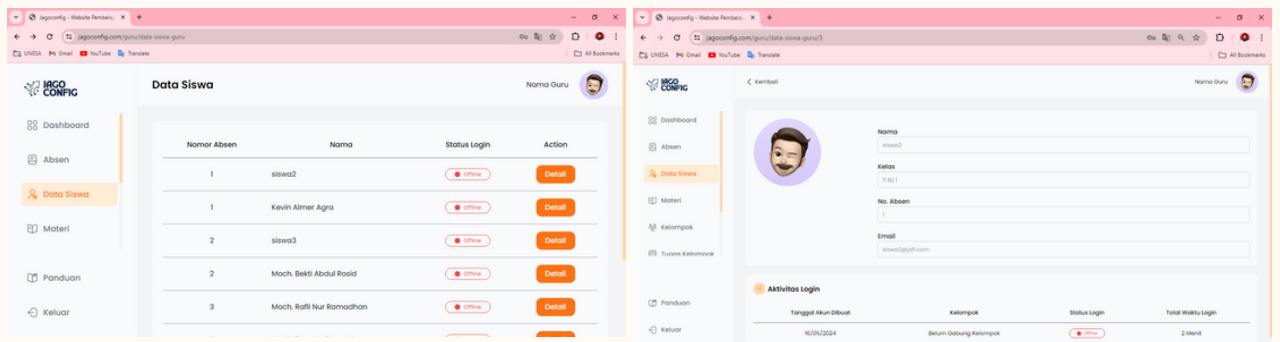 Jagoconfig - Website Pembelaj
jagoconfig.com/guru/data-siswa-guru
UNESA Gmail YouTube Translate All Bookmarks
JAGO CONFIG
Data Siswa
Nama Guru
Dashboard
Absen
Data Siswa
Materi
Panduan
Keluar
Nomor Absen Nama Status Login Action
1 siswa2 Offline Detail
1 Kevin Almer Agra Offline Detail
2 siswa3 Offline Detail
2 Moch. Bekti Abdul Rosid Offline Detail
3 Moch. Rafli Nur Ramadhan Offline Detail
Jagoconfig - Website Pembelaj
jagoconfig.com/guru/data-siswa-guru/3
UNESA Gmail YouTube Translate All Bookmarks
JAGO CONFIG
Kembali
Nama Guru
Dashboard
Absen
Data Siswa
Materi
Kelompok
Tugas Kelompok
Panduan
Keluar
Nama
siswa2
Kelas
No. Absen
1
Email
Aktivitas Login
Tanggal Akun Dibuat Kelompok Status Login Total Waktu Login
16/05/2024 Belum Gabung Kelompok Offline 2 Menit